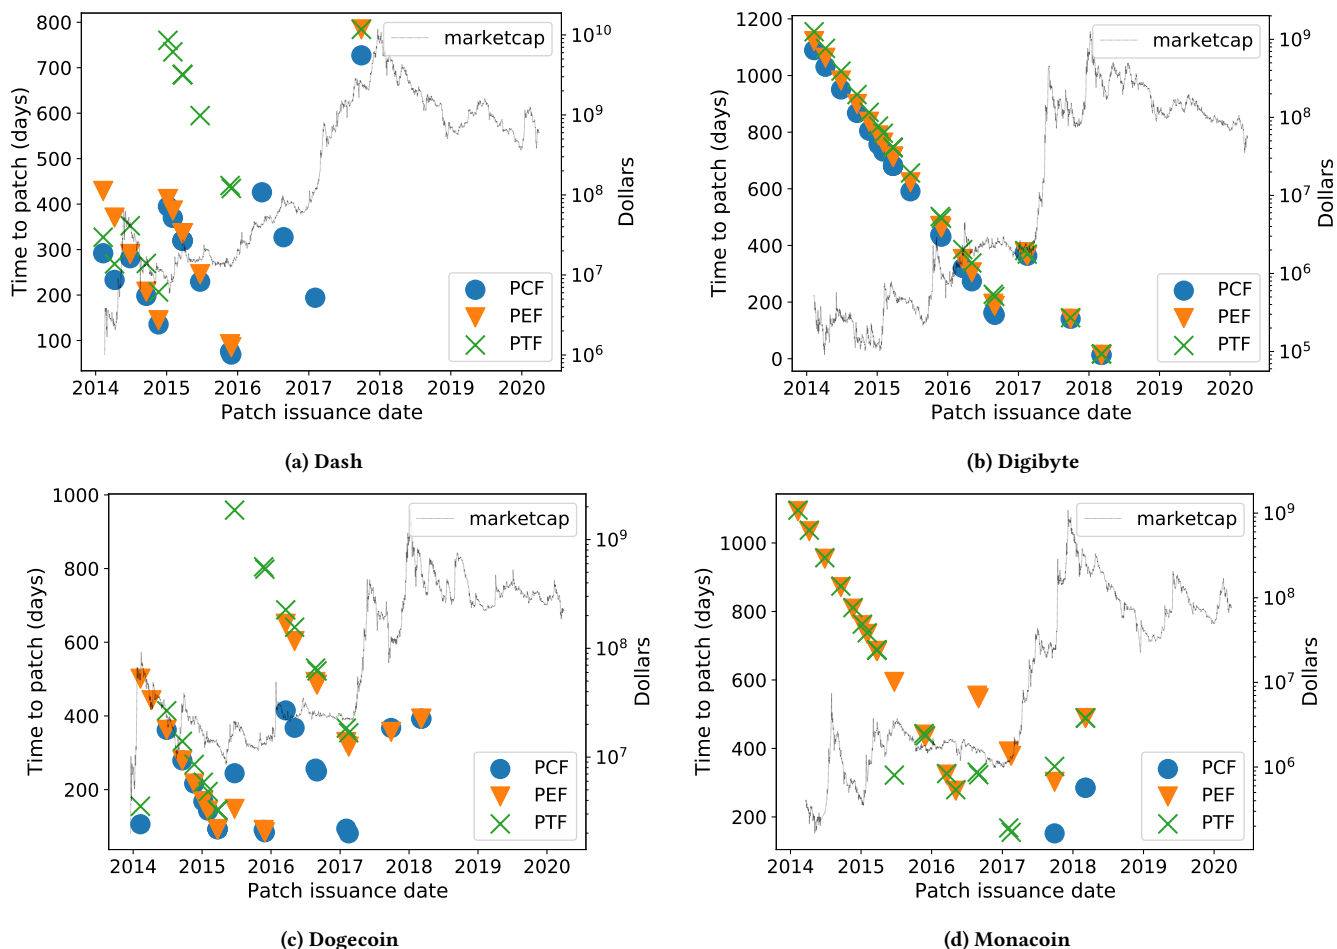 800
700
600
500
400
300
200
100
Time to patch (days)
2014 2015 2016 2017 2018 2019 2020
Patch issuance date
10^10
10^9
10^8
10^7
10^6
Dollars
marketcap
PCF
PEF
PTF
(a) Dash
1200
1000
800
600
400
200
0
Time to patch (days)
2014 2015 2016 2017 2018 2019 2020
Patch issuance date
10^9
10^8
10^7
10^6
10^5
Dollars
marketcap
PCF
PEF
PTF
(b) Digibyte
1000
800
600
400
200
Time to patch (days)
2014 2015 2016 2017 2018 2019 2020
Patch issuance date
10^9
10^8
10^7
Dollars
marketcap
PCF
PEF
PTF
(c) Dogecoin
1000
800
600
400
200
Time to patch (days)
2014 2015 2016 2017 2018 2019 2020
Patch issuance date
10^9
10^8
10^7
10^6
Dollars
marketcap
PCF
PEF
PTF
(d) Monacoin